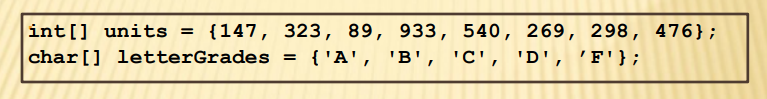 int[] units = {147, 323, 89, 933, 540, 269, 298, 476};
char[] letterGrades = {'A', 'B', 'C', 'D', ’F'};